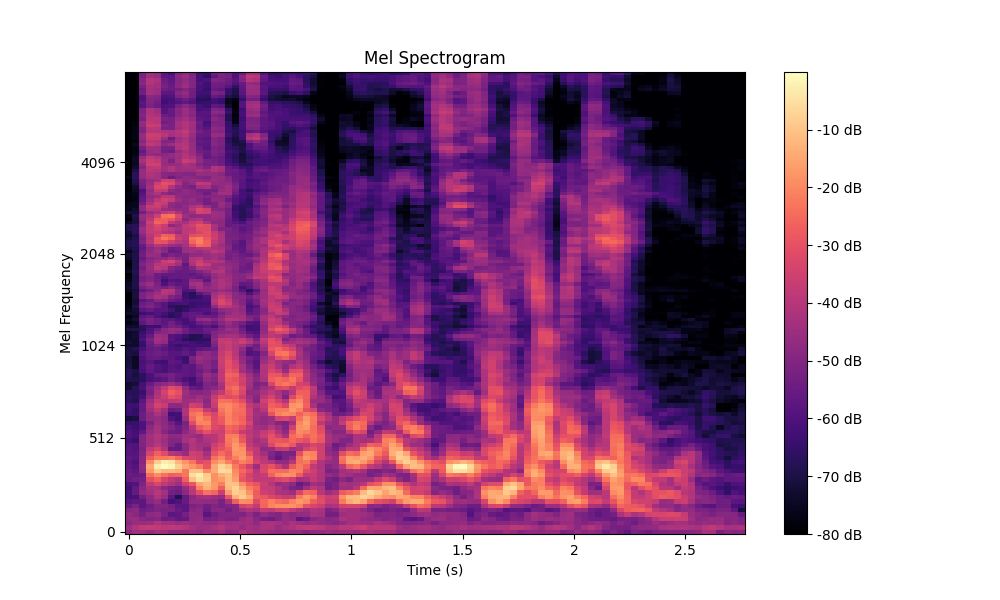 Mel Spectrogram
Mel Frequency
4096
2048
1024
512
0
0
0.5
1
1.5
2
2.5
Time (s)
-10 dB
-20 dB
-30 dB
-40 dB
-50 dB
-60 dB
-70 dB
-80 dB